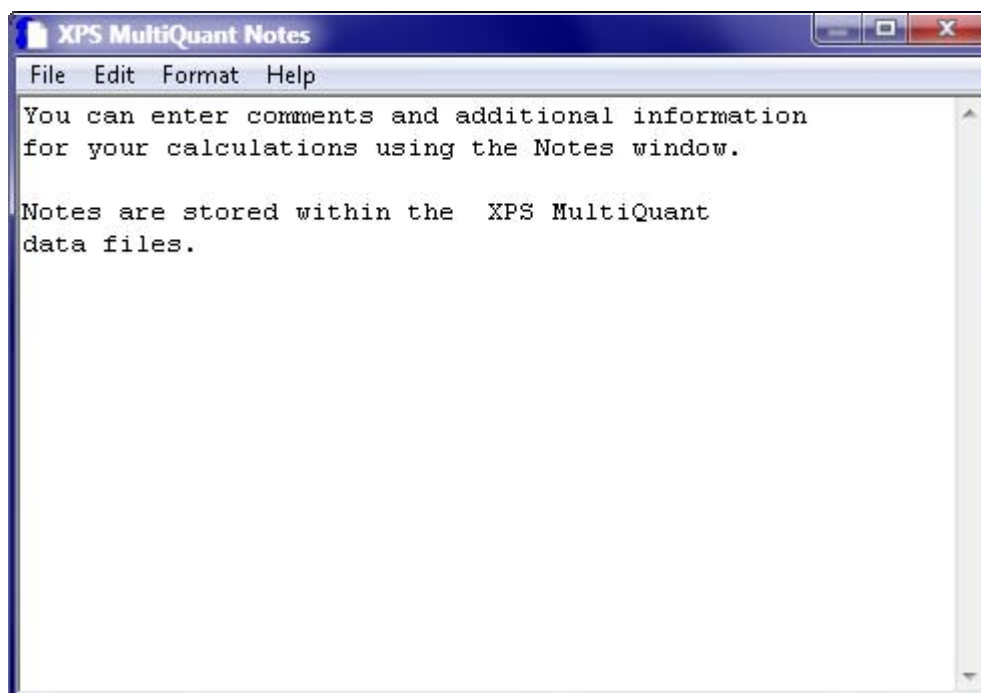 XPS MultiQuant Notes
File Edit Format Help
You can enter comments and additional information
for your calculations using the Notes window.
Notes are stored within the  XPS MultiQuant
data files.